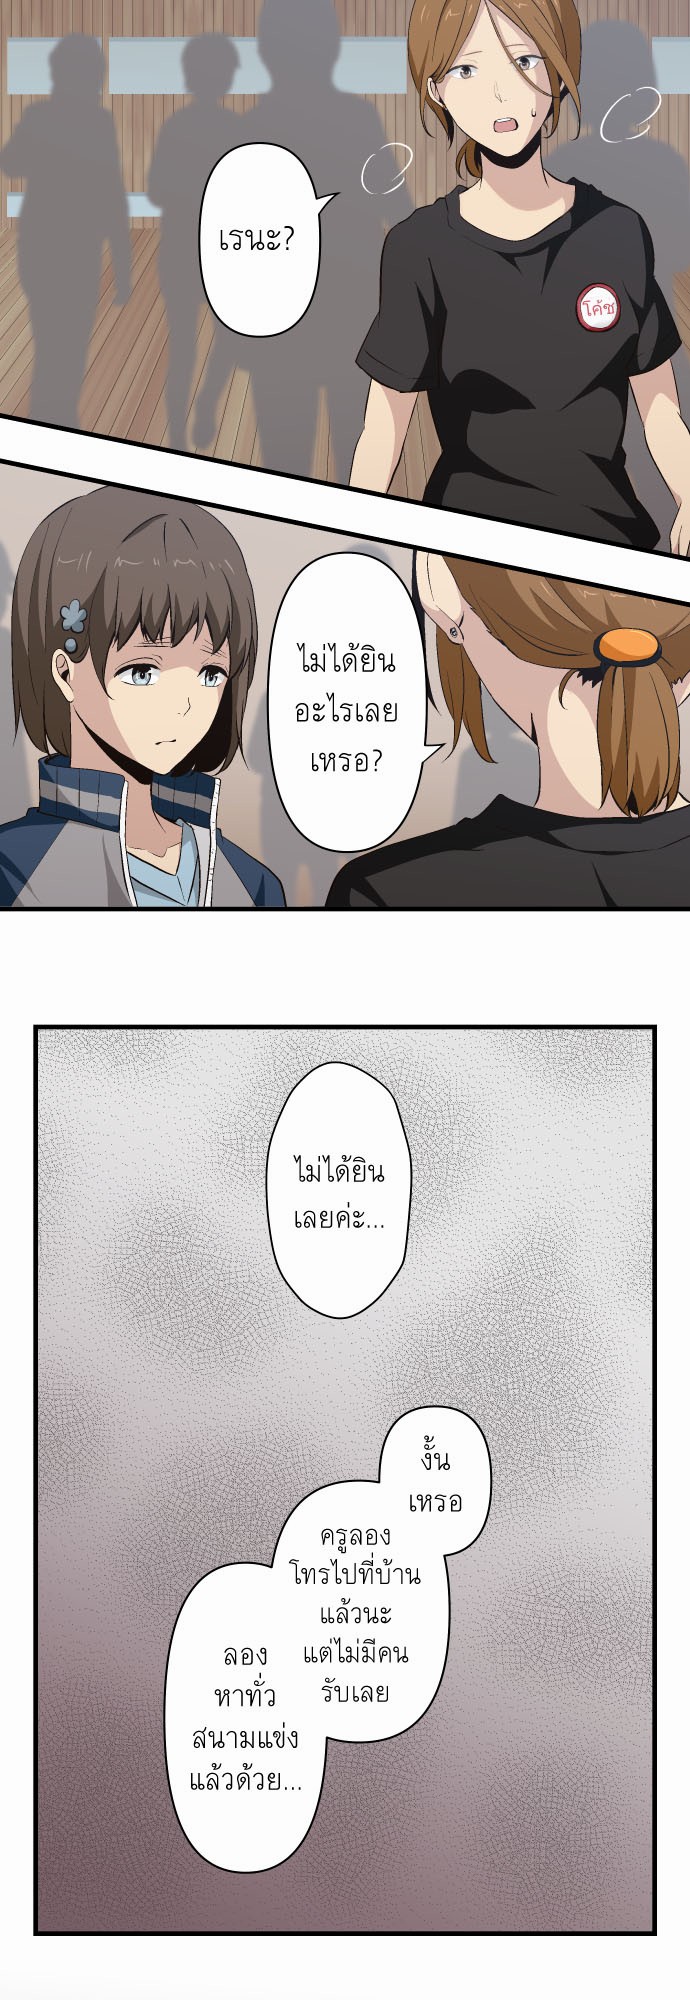 เรนะ?
โค้ช
ไม่ได้ยิน
อะไรเลย
เหรอ?
ไม่ได้ยิน
เลยค่ะ...
งั้น
เหรอ
ครูลอง
โทรไปที่บ้าน
แล้วนะ
แต่ไม่มีคน
รับเลย
ลอง
หาทั่ว
สนามแข่ง
แล้วด้วย...